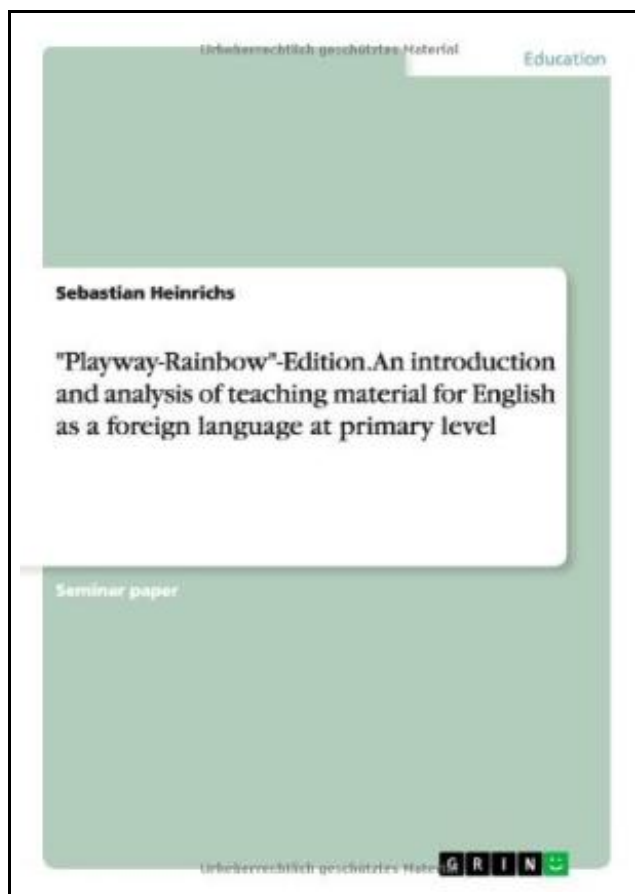 Urheberrechtlich geschütztes Material
Education
Sebastian Heinrichs
"Playway-Rainbow"-Edition. An introduction
and analysis of teaching material for English
as a foreign language at primary level
Seminar paper
Urheberrechtlich geschütztes Mate
GRIN